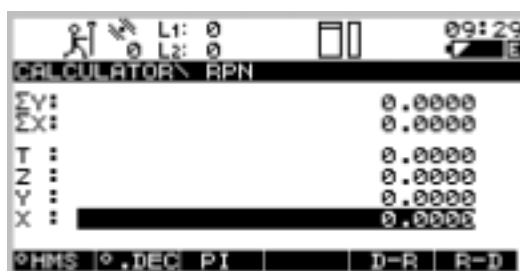 L1: 0 09:29
0 L2: 0 E
CALCULATOR\ RPN
ΣY: 0.0000
ΣX: 0.0000
T : 0.0000
Z : 0.0000
Y : 0.0000
X : 0.0000
°HMS °.DEC PI D-R R-D